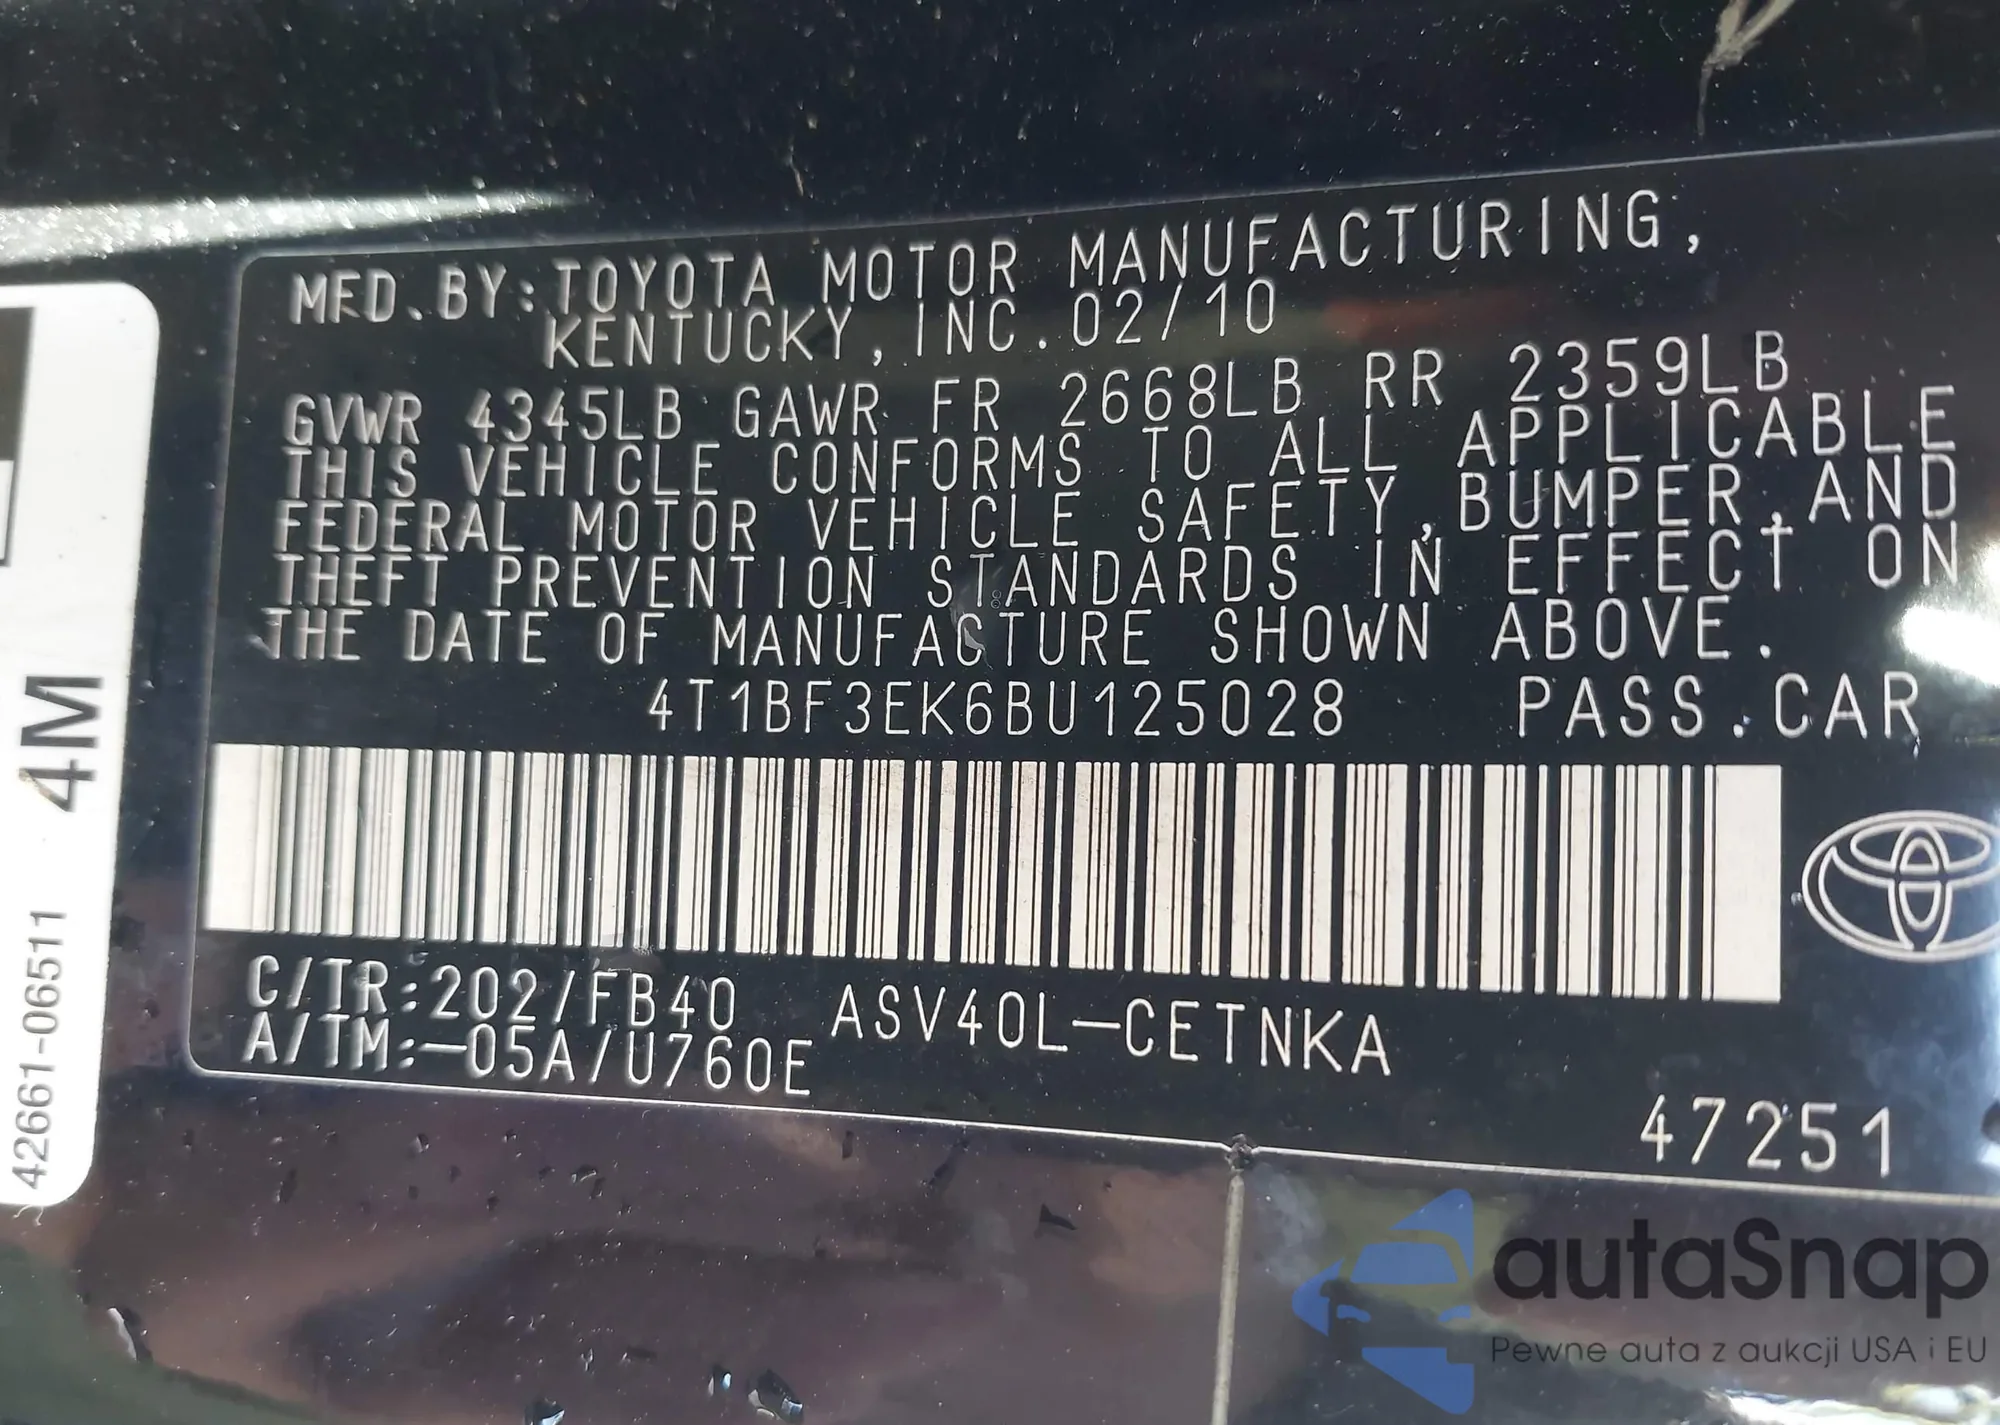 MFD. BY: TOYOTA MOTOR MANUFACTURING,
KENTUCKY, INC. 02/10
GVWR 4345LB GAWR FR 2668LB RR 2359LB
THIS VEHICLE CONFORMS TO ALL APPLICABLE
FEDERAL MOTOR VEHICLE SAFETY, BUMPER, AND
THEFT PREVENTION STANDARDS IN EFFECT ON
THE DATE OF MANUFACTURE SHOWN ABOVE.
4T1BF3EK6BU125028 PASS. CAR
C/TR:202/FB40 ASV40L-CETNKA
A/TM:-05A/U760E
47251
42661-06511 4M
autaSnap
Pewne auta z aukcji USA i EU